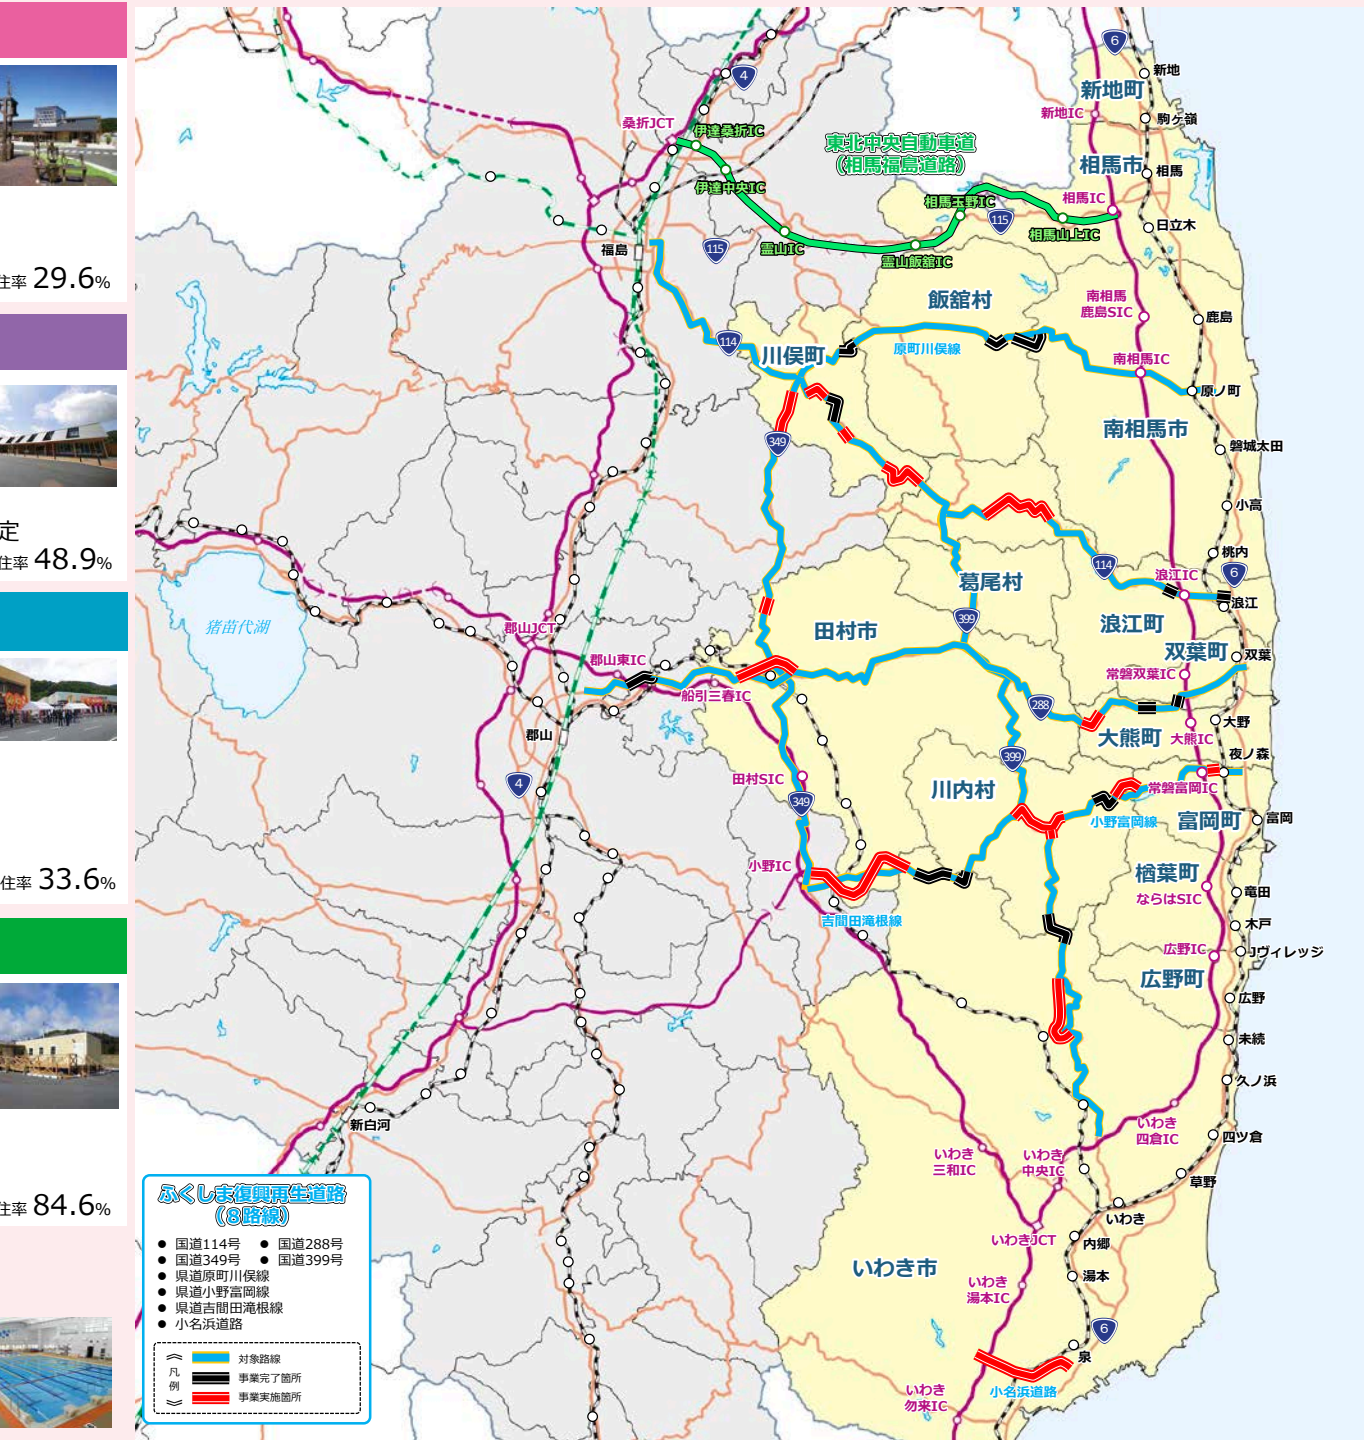 住率 29.6%
定
住率 48.9%
住率 33.6%
住率 84.6%
6
新地
新地町
駒ケ嶺
新地IC
4
桑折JCT
伊達桑折IC
東北中央自動車道
(相馬福島道路)
相馬市
相馬
伊達中央IC
相馬玉野IC
相馬IC
115
日立木
相馬山上IC
福島
115
霊山IC
霊山飯舘IC
飯舘村
南相馬
鹿島SIC
鹿島
114
川俣町
原町川俣線
南相馬IC
原ノ町
349
南相馬市
磐城太田
小高
桃内
114
浪江IC
6
浪江
葛尾村
399
猪苗代湖
郡山JCT
田村市
浪江町
双葉町
双葉
郡山東IC
船引三春IC
常磐双葉IC
288
大野
郡山
大熊町
大熊IC
399
夜ノ森
4
田村SIC
川内村
常磐富岡IC
349
小野富岡線
富岡町
富岡
小野IC
楢葉町
ならはSIC
竜田
吉間田滝根線
木戸
広野IC
Jヴィレッジ
広野町
広野
未続
久ノ浜
新白河
いわき
四倉IC
四ツ倉
いわき
三和IC
いわき
中央IC
草野
いわき
いわきJCT
内郷
いわき市
湯本
いわき
湯本IC
6
泉
小名浜道路
いわき
勿来IC
ふくしま復興再生道路
(8路線)
● 国道114号 ● 国道288号
● 国道349号 ● 国道399号
● 県道原町川俣線
● 県道小野富岡線
● 県道吉間田滝根線
● 小名浜道路
凡例
対象路線
事業完了箇所
事業実施箇所